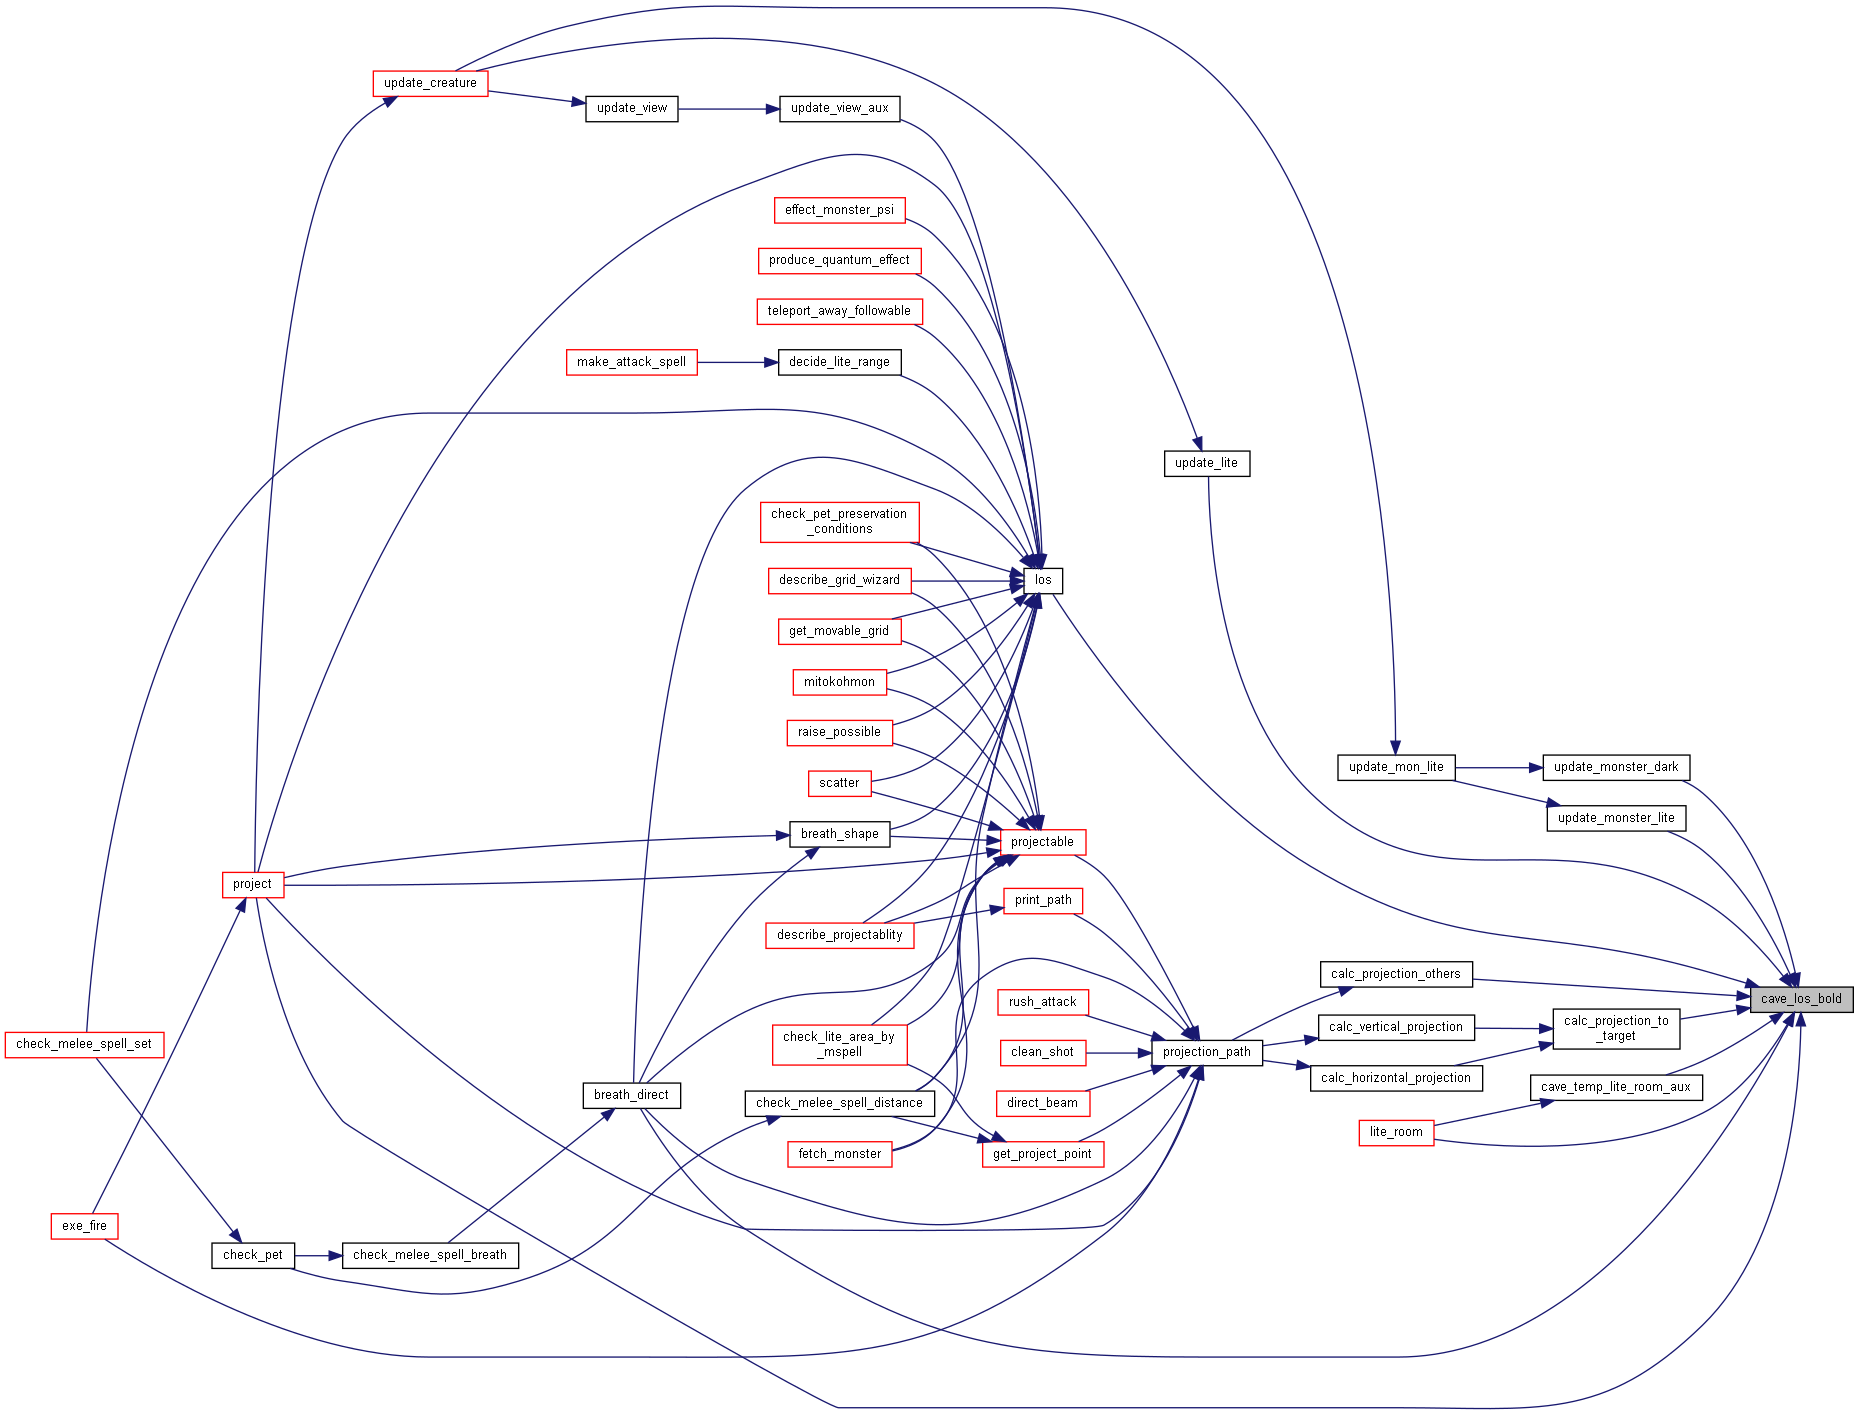 update_creature
update_view
update_view_aux
effect_monster_psi
produce_quantum_effect
teleport_away_followable
make_attack_spell
decide_lite_range
update_lite
check_pet_preservation
_conditions
describe_grid_wizard
los
get_movable_grid
mitokohmon
raise_possible
scatter
update_mon_lite
update_monster_dark
update_monster_lite
breath_shape
projectable
project
print_path
describe_projectablity
calc_projection_others
cave_los_bold
rush_attack
calc_projection_to
_target
calc_vertical_projection
check_melee_spell_set
check_lite_area_by
_mspell
clean_shot
projection_path
calc_horizontal_projection
cave_temp_lite_room_aux
breath_direct
check_melee_spell_distance
direct_beam
lite_room
fetch_monster
get_project_point
exe_fire
check_pet
check_melee_spell_breath